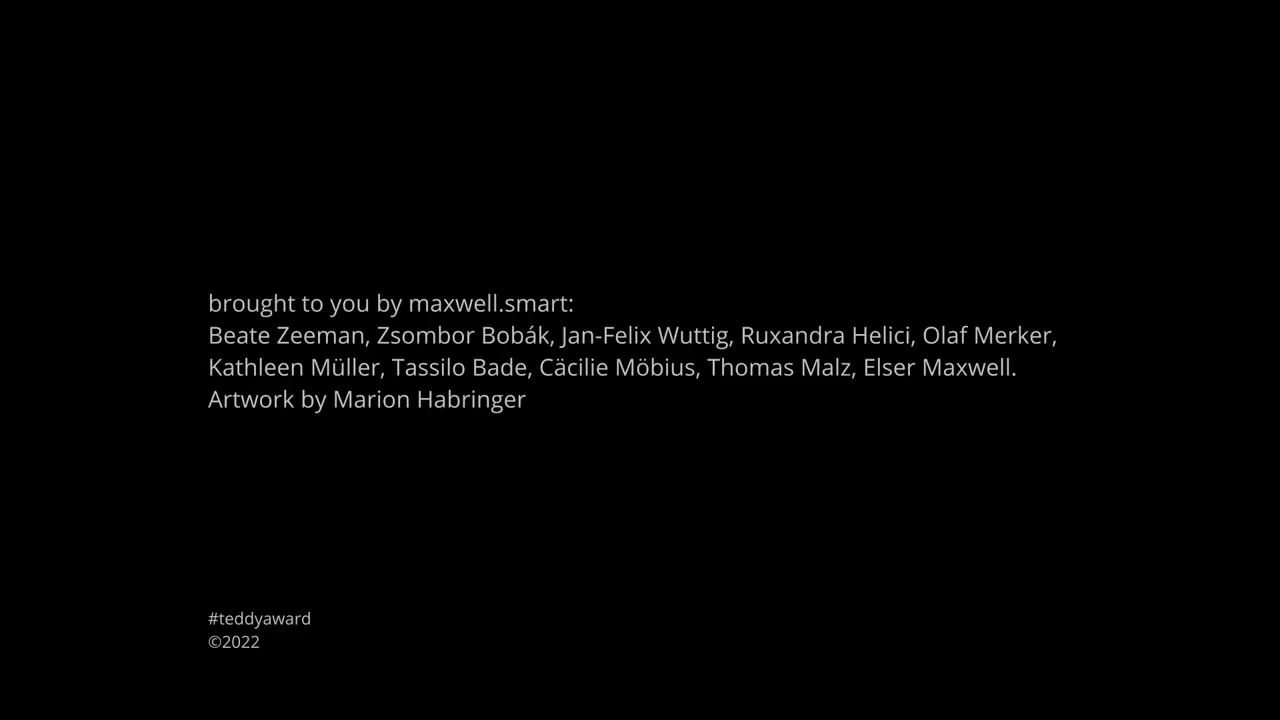 brought to you by maxwell.smart:
Beate Zeeman, Zsombor Bobák, Jan-Felix Wuttig, Ruxandra Helici, Olaf Merker,
Kathleen Müller, Tassilo Bade, Cäcilie Möbius, Thomas Malz, Elser Maxwell.
Artwork by Marion Habringer
#teddyaward
©2022